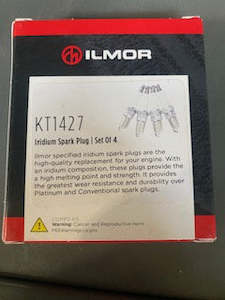 ILMOR
KT1427
Iridium Spark Plug | Set Of 4
Ilmor specified iridium spark plugs are the
high-quality replacement for your engine. With
an iridium composition, these plugs provide the
a high melting point and strength. It provides
the greatest wear resistance and durability over
Platinum and Conventional spark plugs.
Warning: Cancer and Reproductive Harm